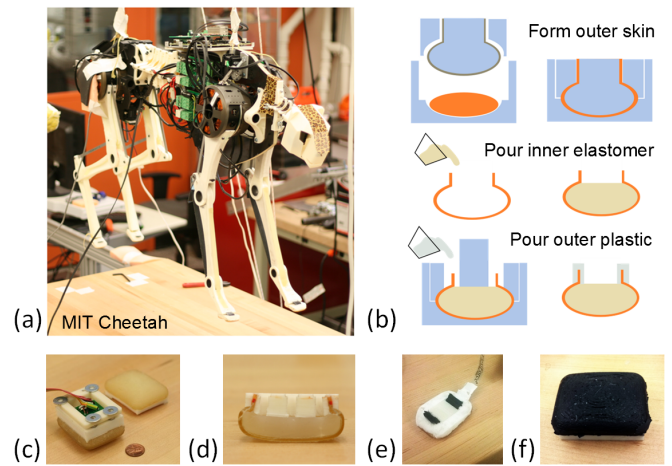 (a)
MIT Cheetah
(b)
Form outer skin
Pour inner elastomer
Pour outer plastic
(c)
(d)
(e)
(f)